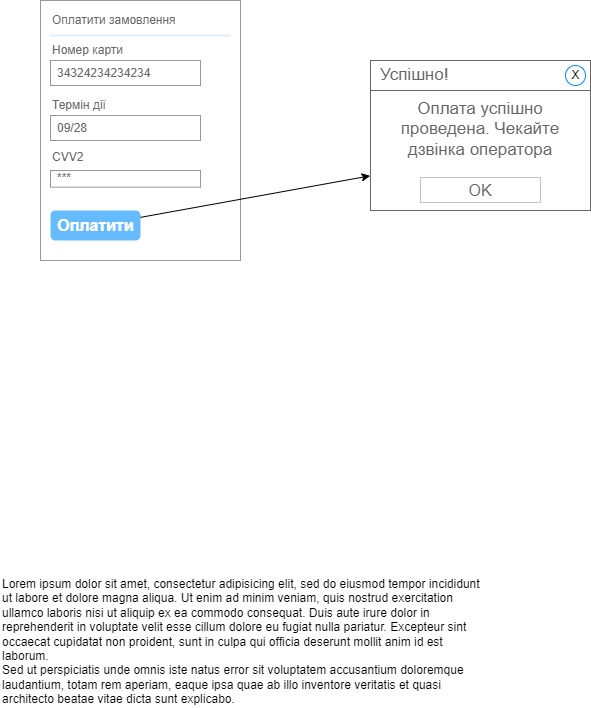 Оплатити замовлення
Номер карти
34324234234234
Термін дії
09/28
CVV2
***
Оплатити
Успішно!
X
Оплата успішно
проведена. Чекайте
дзвінка оператора
OK
Lorem ipsum dolor sit amet, consectetur adipisicing elit, sed do eiusmod tempor incididunt
ut labore et dolore magna aliqua. Ut enim ad minim veniam, quis nostrud exercitation
ullamco laboris nisi ut aliquip ex ea commodo consequat. Duis aute irure dolor in
reprehenderit in voluptate velit esse cillum dolore eu fugiat nulla pariatur. Excepteur sint
occaecat cupidatat non proident, sunt in culpa qui officia deserunt mollit anim id est
laborum.
Sed ut perspiciatis unde omnis iste natus error sit voluptatem accusantium doloremque
laudantium, totam rem aperiam, eaque ipsa quae ab illo inventore veritatis et quasi
architecto beatae vitae dicta sunt explicabo.